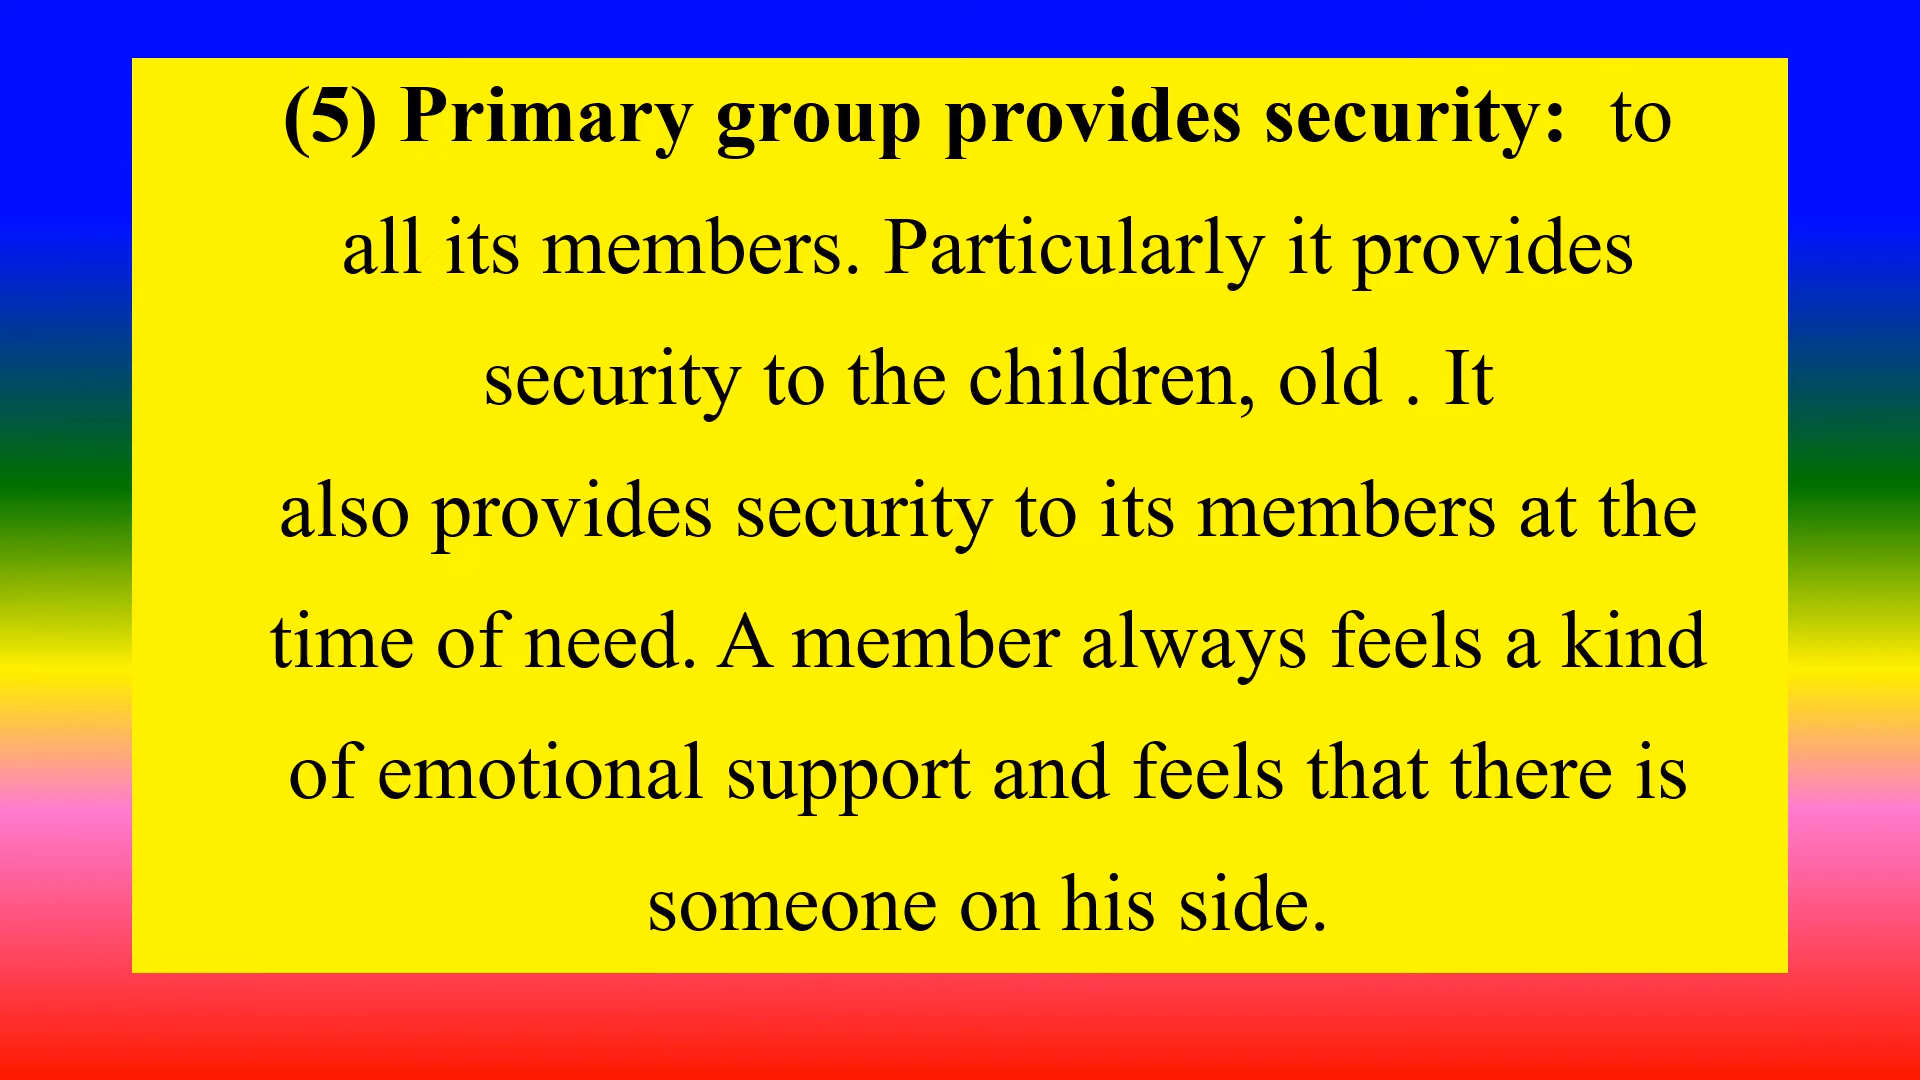 (5) Primary group provides security:  to
all its members. Particularly it provides
security to the children, old . It
also provides security to its members at the
time of need. A member always feels a kind
of emotional support and feels that there is
someone on his side.